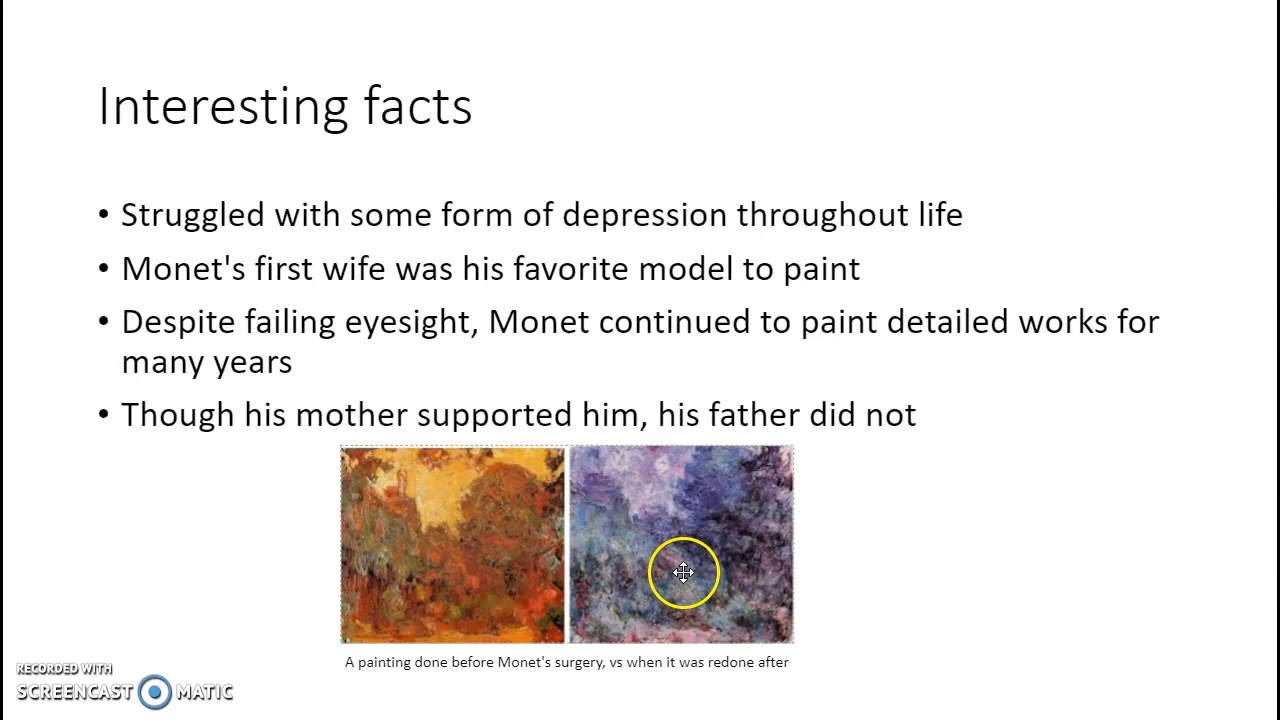 Interesting facts
• Struggled with some form of depression throughout life
• Monet's first wife was his favorite model to paint
• Despite failing eyesight, Monet continued to paint detailed works for
many years
• Though his mother supported him, his father did not
A painting done before Monet's surgery, vs when it was redone after
RECORDED WITH
SCREENCAST MATIC